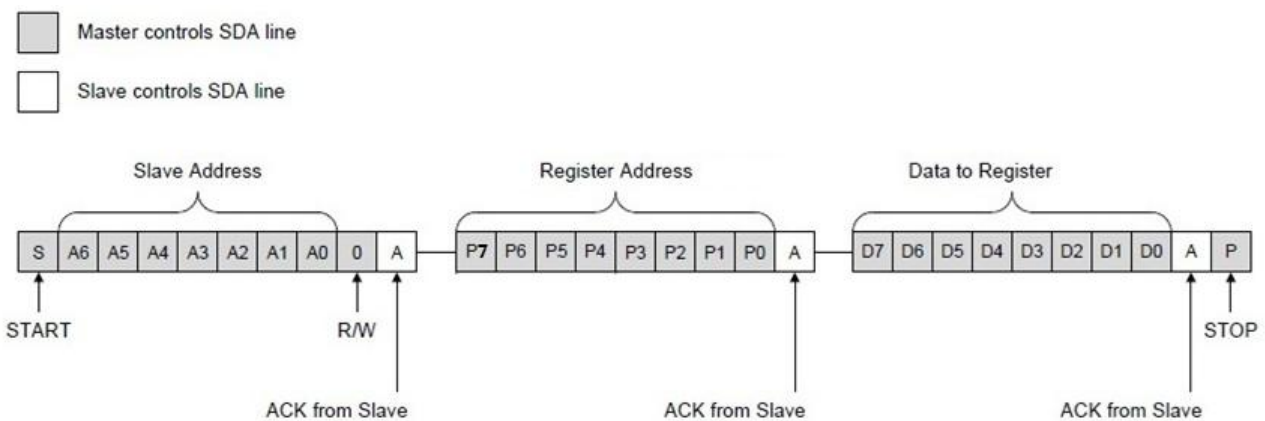 Master controls SDA line
Slave controls SDA line
Slave Address
Register Address
Data to Register
S A6 A5 A4 A3 A2 A1 A0 0 A P7 P6 P5 P4 P3 P2 P1 P0 A D7 D6 D5 D4 D3 D2 D1 D0 A P
START R/W STOP
ACK from Slave ACK from Slave ACK from Slave